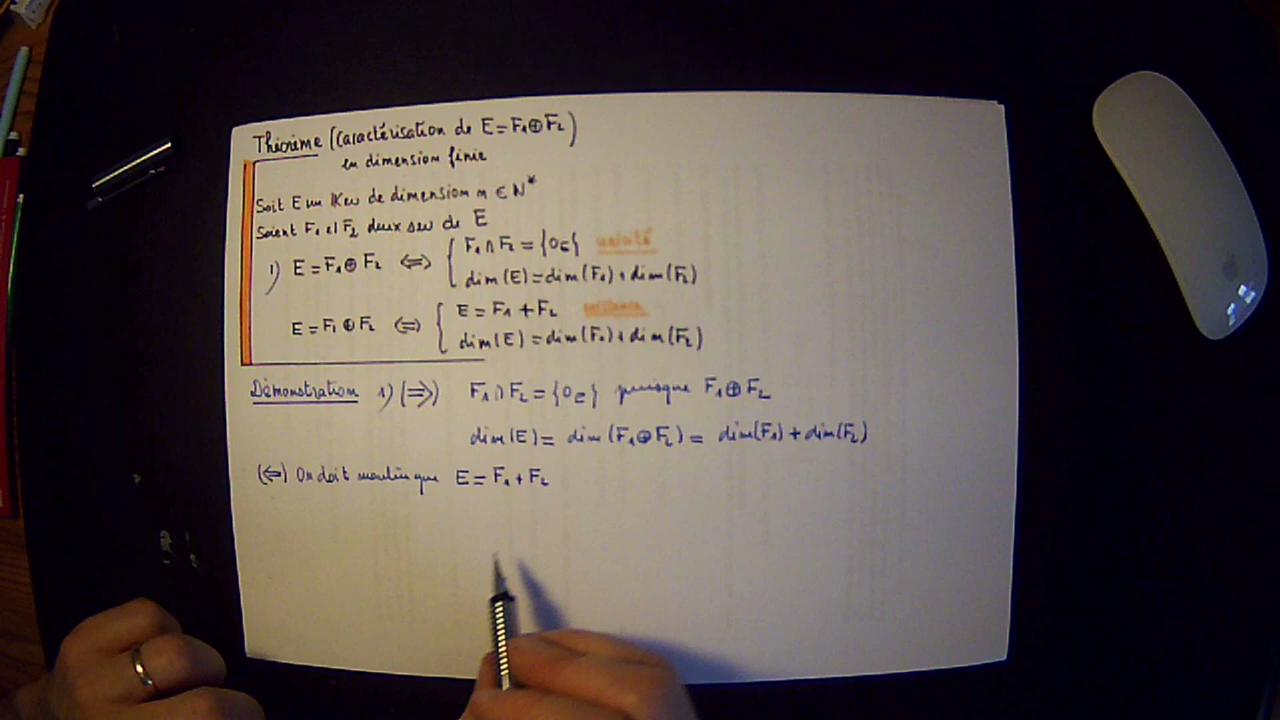 Théorème (Caractérisation de E = F₁⊕F₂)
en dimension finie
Soit E un Kev de dimension n ∈ N*
Soient F₁ et F₂ deux sev de E
1) E = F₁⊕F₂ ⇔ { F₁∩F₂ = {0E} unicité
dim(E) = dim(F₁) + dim(F₂)
E = F₁⊕F₂ ⇔ { E = F₁ + F₂ existence
dim(E) = dim(F₁) + dim(F₂)
Démonstration 1) (⇒) F₁∩F₂ = {0E} puisque F₁⊕F₂
dim(E) = dim(F₁⊕F₂) = dim(F₁) + dim(F₂)
(⇐) On doit montrer que E = F₁ + F₂